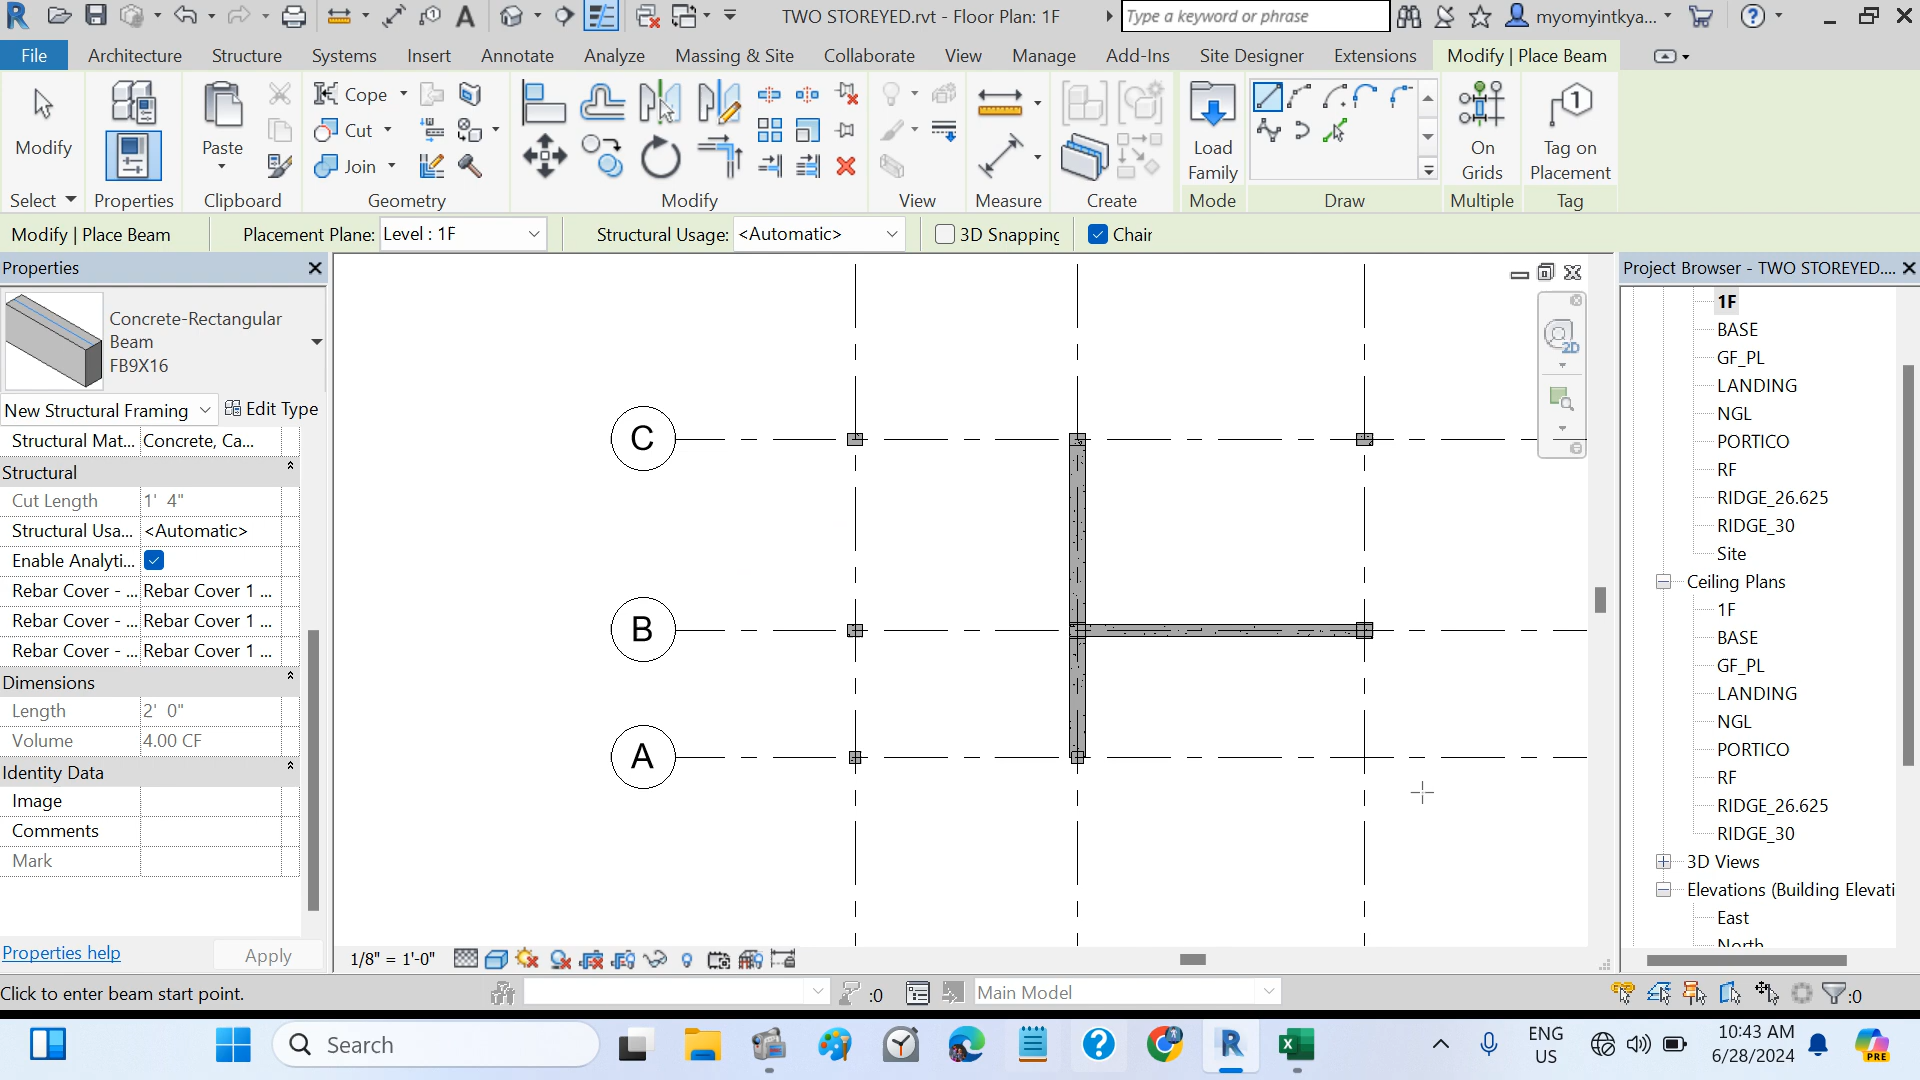 TWO STOREYED.rvt - Floor Plan: 1F
Type a keyword or phrase
myomyintkya...
File Architecture Structure Systems Insert Annotate Analyze Massing & Site Collaborate View Manage Add-Ins Site Designer Extensions Modify | Place Beam
Modify
Paste
Cope
Cut
Join
Load Family
On Grids
Tag on Placement
Select Properties Clipboard Geometry Modify View Measure Create Mode Draw Multiple Tag
Modify | Place Beam Placement Plane: Level : 1F Structural Usage: <Automatic> 3D Snapping Chair
Properties
Concrete-Rectangular
Beam
FB9X16
New Structural Framing Edit Type
Structural Mat... Concrete, Ca...
Structural
Cut Length 1' 4"
Structural Usa... <Automatic>
Enable Analyti...
Rebar Cover - ... Rebar Cover 1 ...
Rebar Cover - ... Rebar Cover 1 ...
Rebar Cover - ... Rebar Cover 1 ...
Dimensions
Length 2' 0"
Volume 4.00 CF
Identity Data
Image
Comments
Mark
Properties help Apply
C
B
A
2D
1/8" = 1'-0"
Project Browser - TWO STOREYED....
1F
BASE
GF_PL
LANDING
NGL
PORTICO
RF
RIDGE_26.625
RIDGE_30
Site
Ceiling Plans
1F
BASE
GF_PL
LANDING
NGL
PORTICO
RF
RIDGE_26.625
RIDGE_30
3D Views
Elevations (Building Elevati
East
North
Click to enter beam start point. :0 Main Model :0
Search
ENG
US
10:43 AM
6/28/2024
PRE